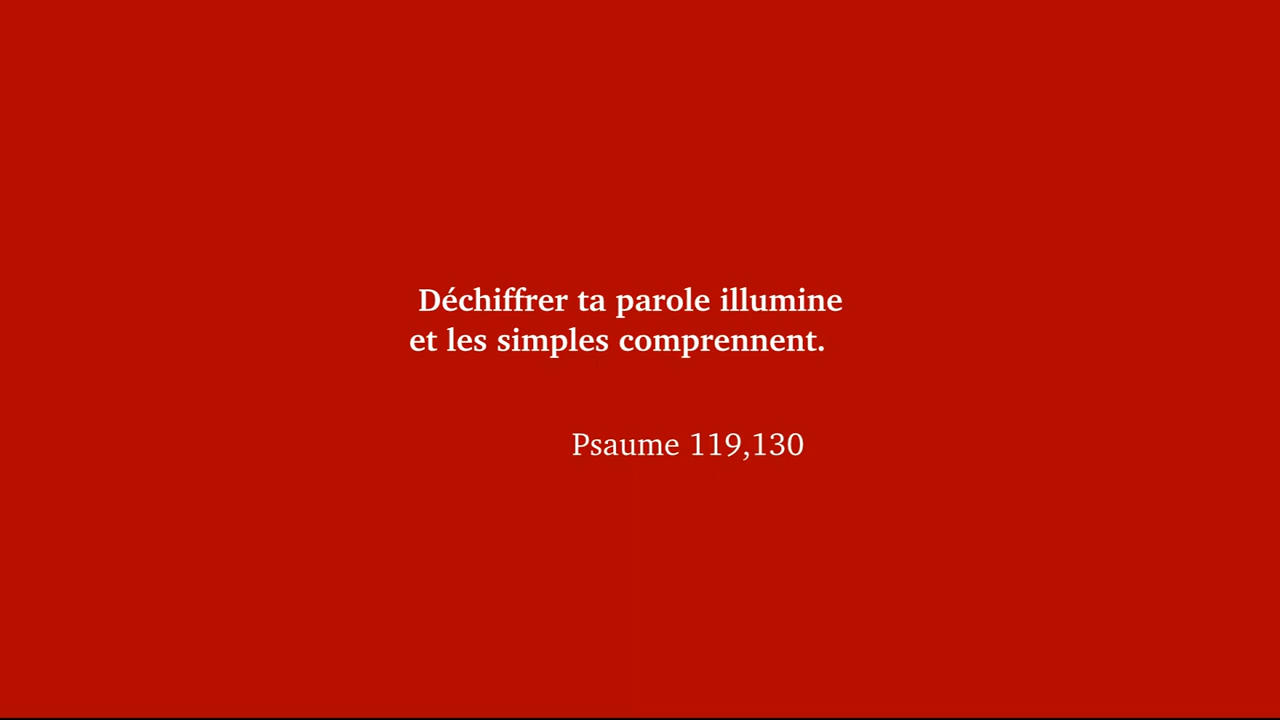 Déchiffrer ta parole illumine
et les simples comprennent.
Psaume 119,130